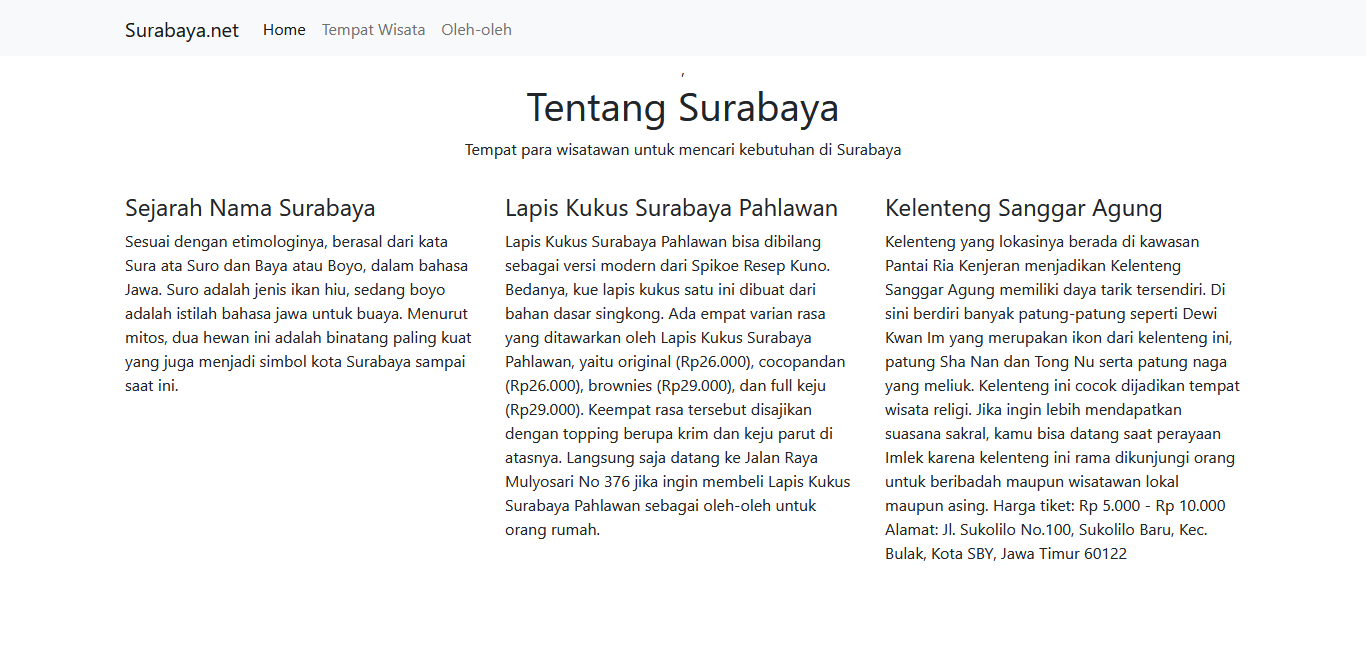 Surabaya.net Home Tempat Wisata Oleh-oleh
,
Tentang Surabaya
Tempat para wisatawan untuk mencari kebutuhan di Surabaya
Sejarah Nama Surabaya
Sesuai dengan etimologinya, berasal dari kata
Sura ata Suro dan Baya atau Boyo, dalam bahasa
Jawa. Suro adalah jenis ikan hiu, sedang boyo
adalah istilah bahasa jawa untuk buaya. Menurut
mitos, dua hewan ini adalah binatang paling kuat
yang juga menjadi simbol kota Surabaya sampai
saat ini.
Lapis Kukus Surabaya Pahlawan
Lapis Kukus Surabaya Pahlawan bisa dibilang
sebagai versi modern dari Spikoe Resep Kuno.
Bedanya, kue lapis kukus satu ini dibuat dari
bahan dasar singkong. Ada empat varian rasa
yang ditawarkan oleh Lapis Kukus Surabaya
Pahlawan, yaitu original (Rp26.000), cocopandan
(Rp26.000), brownies (Rp29.000), dan full keju
(Rp29.000). Keempat rasa tersebut disajikan
dengan topping berupa krim dan keju parut di
atasnya. Langsung saja datang ke Jalan Raya
Mulyosari No 376 jika ingin membeli Lapis Kukus
Surabaya Pahlawan sebagai oleh-oleh untuk
orang rumah.
Kelenteng Sanggar Agung
Kelenteng yang lokasinya berada di kawasan
Pantai Ria Kenjeran menjadikan Kelenteng
Sanggar Agung memiliki daya tarik tersendiri. Di
sini berdiri banyak patung-patung seperti Dewi
Kwan Im yang merupakan ikon dari kelenteng ini,
patung Sha Nan dan Tong Nu serta patung naga
yang meliuk. Kelenteng ini cocok dijadikan tempat
wisata religi. Jika ingin lebih mendapatkan
suasana sakral, kamu bisa datang saat perayaan
Imlek karena kelenteng ini rama dikunjungi orang
untuk beribadah maupun wisatawan lokal
maupun asing. Harga tiket: Rp 5.000 - Rp 10.000
Alamat: Jl. Sukolilo No.100, Sukolilo Baru, Kec.
Bulak, Kota SBY, Jawa Timur 60122